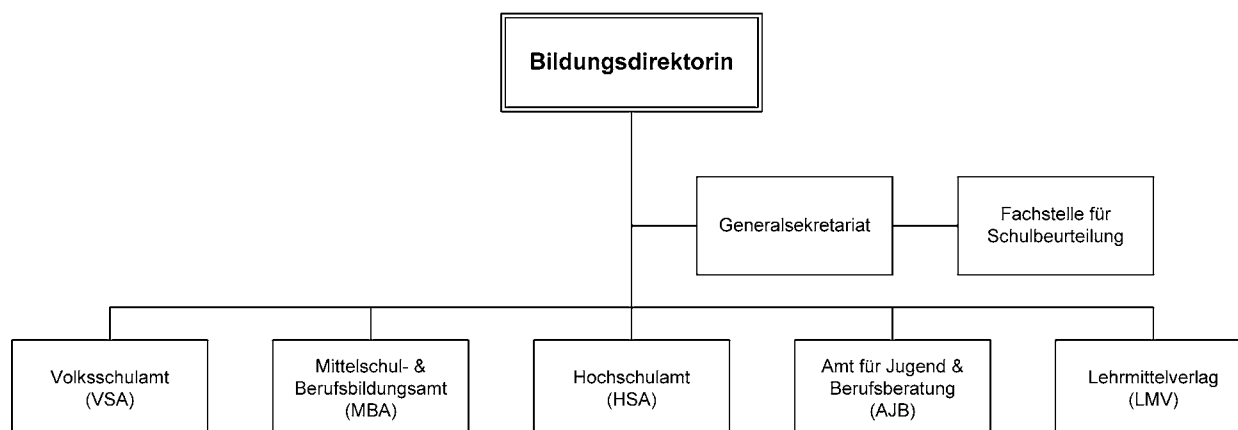 Bildungsdirektorin
Generalsekretariat
Fachstelle für
Schulbeurteilung
Volksschulamt
(VSA)
Mittelschul- &
Berufsbildungsamt
(MBA)
Hochschulamt
(HSA)
Amt für Jugend &
Berufsberatung
(AJB)
Lehrmittelverlag
(LMV)